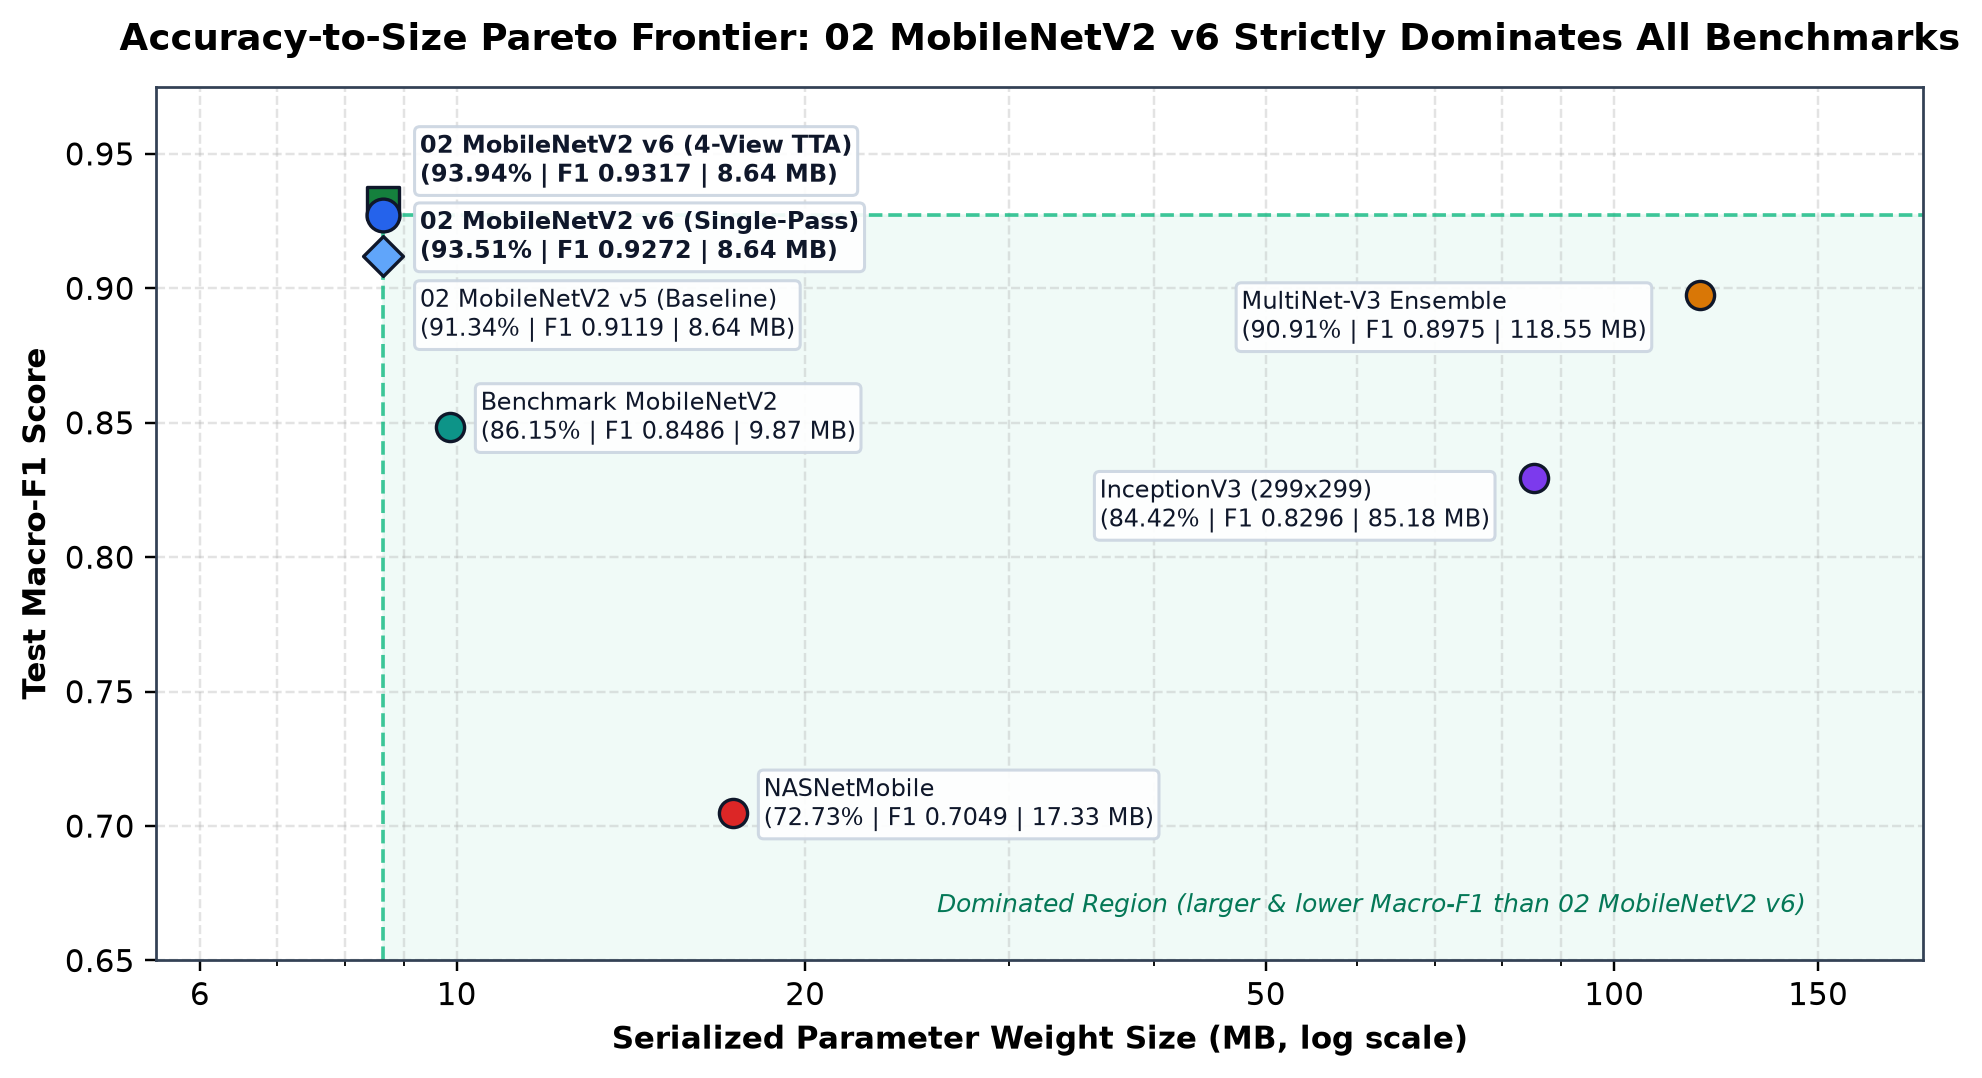 Accuracy-to-Size Pareto Frontier: 02 MobileNetV2 v6 Strictly Dominates All Benchmarks
Test Macro-F1 Score
0.95
0.90
0.85
0.80
0.75
0.70
0.65
02 MobileNetV2 v6 (4-View TTA)
(93.94% | F1 0.9317 | 8.64 MB)
02 MobileNetV2 v6 (Single-Pass)
(93.51% | F1 0.9272 | 8.64 MB)
02 MobileNetV2 v5 (Baseline)
(91.34% | F1 0.9119 | 8.64 MB)
MultiNet-V3 Ensemble
(90.91% | F1 0.8975 | 118.55 MB)
Benchmark MobileNetV2
(86.15% | F1 0.8486 | 9.87 MB)
InceptionV3 (299x299)
(84.42% | F1 0.8296 | 85.18 MB)
NASNetMobile
(72.73% | F1 0.7049 | 17.33 MB)
Dominated Region (larger & lower Macro-F1 than 02 MobileNetV2 v6)
6
10
20
50
100
150
Serialized Parameter Weight Size (MB, log scale)